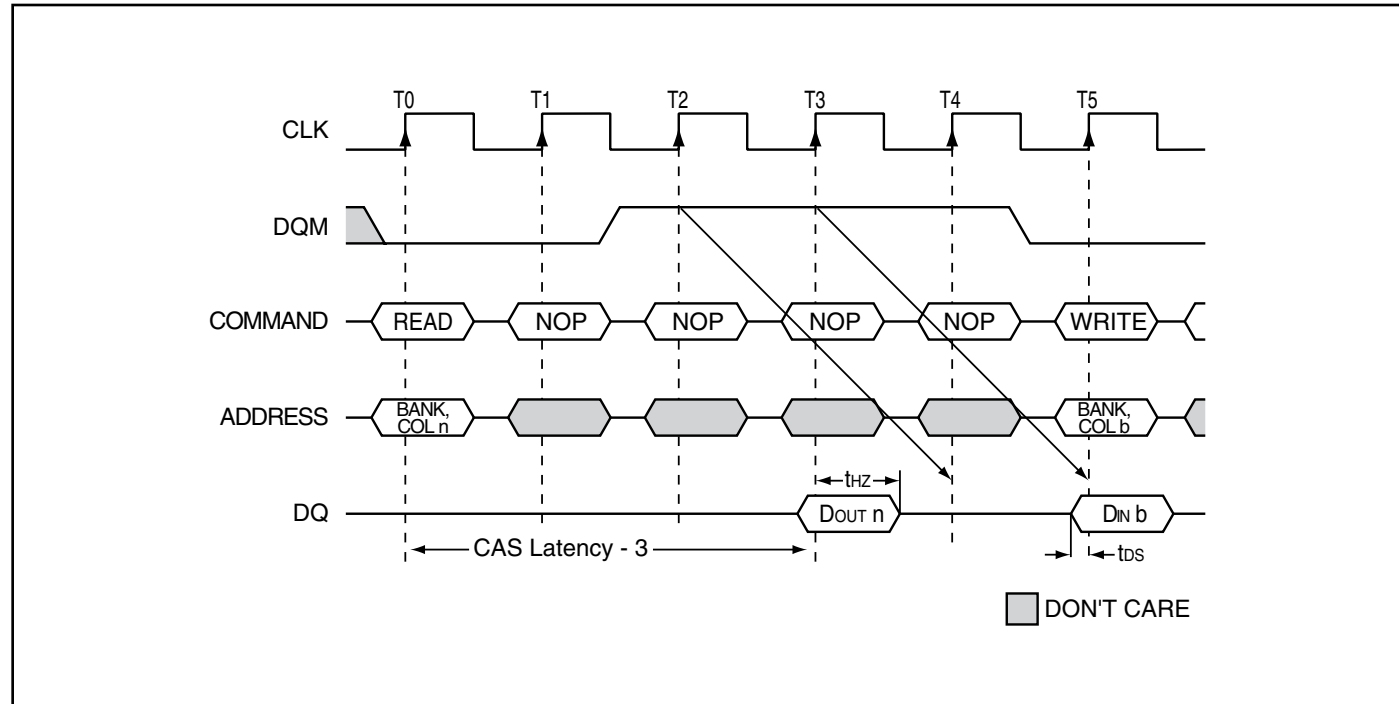 T0 T1 T2 T3 T4 T5
CLK
DQM
COMMAND READ NOP NOP NOP NOP WRITE
ADDRESS BANK, COL n BANK, COL b
tHZ
DQ DOUT n DIN b
CAS Latency - 3 tDS
DON'T CARE